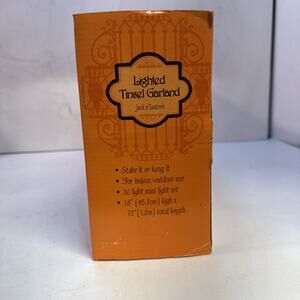 Lighted
Tinsel Garland
jack o'lantern
• Stake it or hang it
• For indoor/outdoor use
• 30 light mini light set
• 18" (45.7cm) high x
72" (1.8m) total length